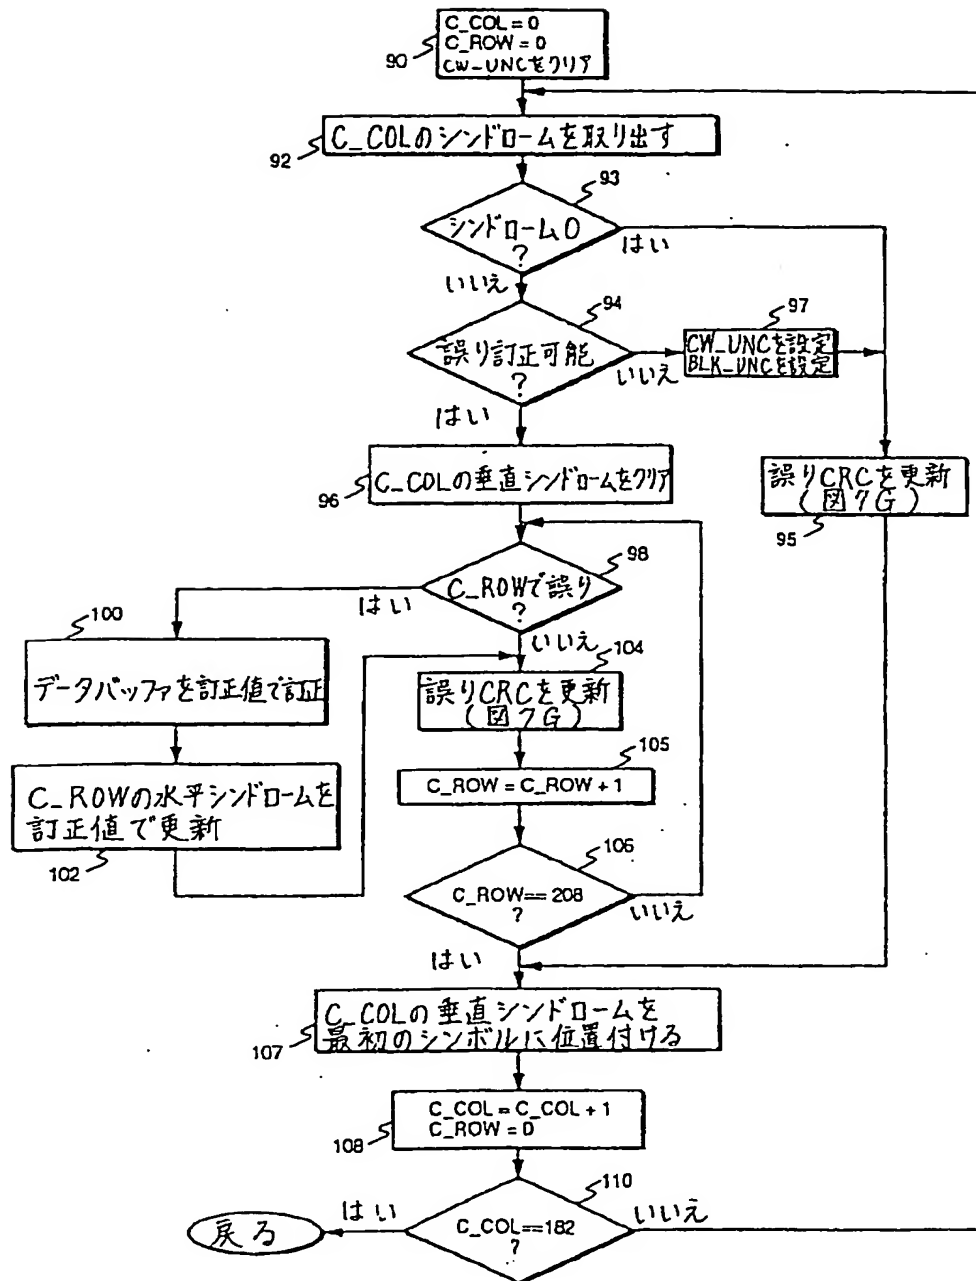 C_COL = 0
C_ROW = 0
CW-UNCをクリア
90
C_COLのシンドロームを取り出す
92
93
シンドローム0
?
はい
いいえ
94
誤り訂正可能
?
いいえ
はい
97
CW_UNCを設定
BLK_UNCを設定
C_COLの垂直シンドロームをクリア
96
誤りCRCを更新
(図7G)
95
98
C_ROWで誤り
?
はい
いいえ
100
データバッファを訂正値で訂正
104
誤りCRCを更新
(図7G)
105
C_ROW = C_ROW + 1
C_ROWの水平シンドロームを
訂正値で更新
102
106
C_ROW== 208
?
いいえ
はい
C_COLの垂直シンドロームを
最初のシンボルに位置付ける
107
C_COL = C_COL + 1
C_ROW = 0
108
110
C_COL==182
?
はい
いいえ
戻る